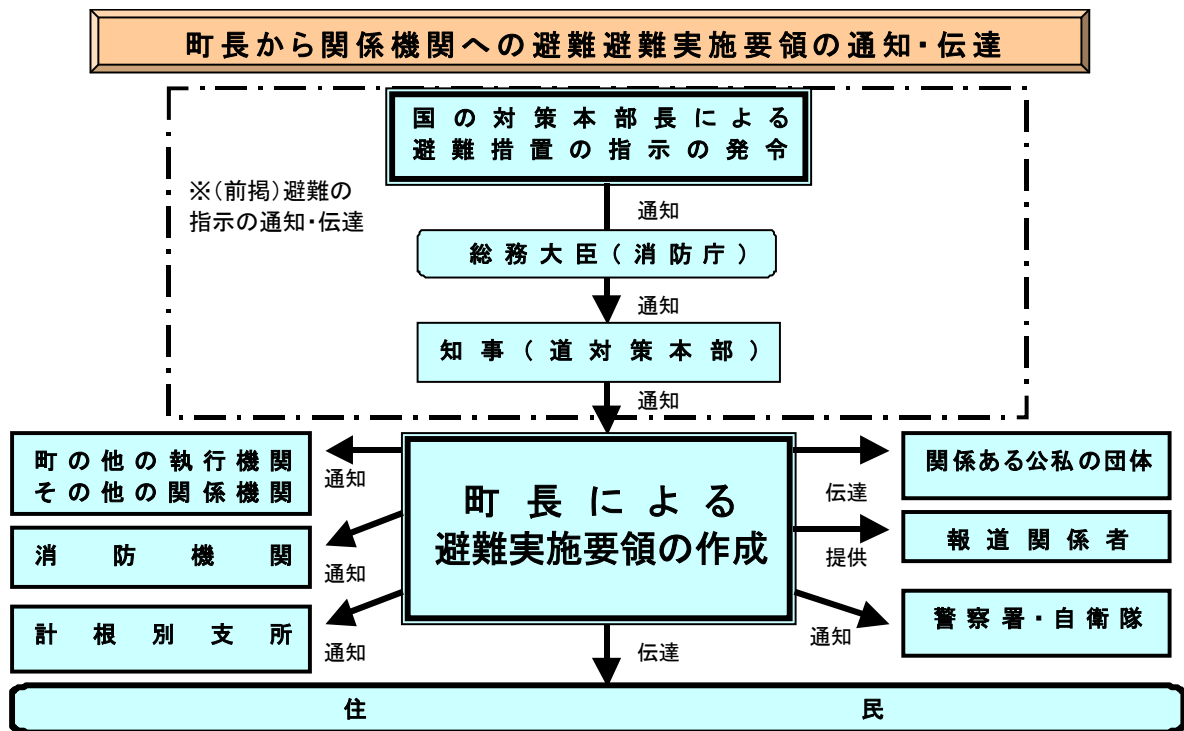 町長から関係機関への避難避難実施要領の通知・伝達
国の対策本部長による
避難措置の指示の発令
※(前掲)避難の
指示の通知・伝達
通知
総務大臣(消防庁)
通知
知事(道対策本部)
通知
町の他の執行機関
その他の関係機関
通知
消防機関
通知
計根別支所
通知
町長による
避難実施要領の作成
関係ある公私の団体
伝達
報道関係者
提供
警察署・自衛隊
通知
伝達
住民